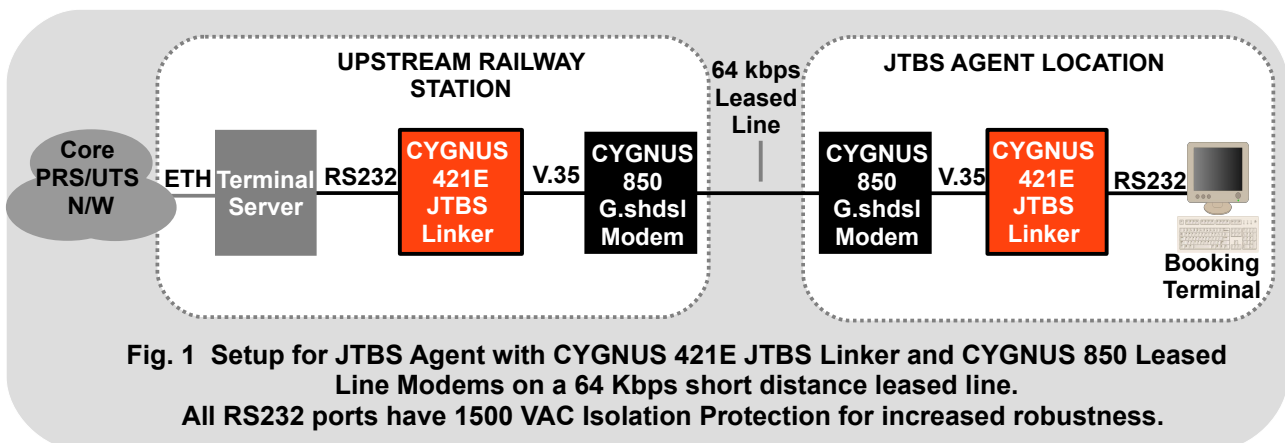 UPSTREAM RAILWAY
STATION
64 kbps
Leased
Line
JTBS AGENT LOCATION
Core
PRS/UTS
N/W
ETH
Terminal
Server
RS232
CYGNUS
421E
JTBS
Linker
V.35
CYGNUS
850
G.shdsl
Modem
CYGNUS
850
G.shdsl
Modem
V.35
CYGNUS
421E
JTBS
Linker
RS232
Booking
Terminal
Fig. 1 Setup for JTBS Agent with CYGNUS 421E JTBS Linker and CYGNUS 850 Leased
Line Modems on a 64 Kbps short distance leased line.
All RS232 ports have 1500 VAC Isolation Protection for increased robustness.